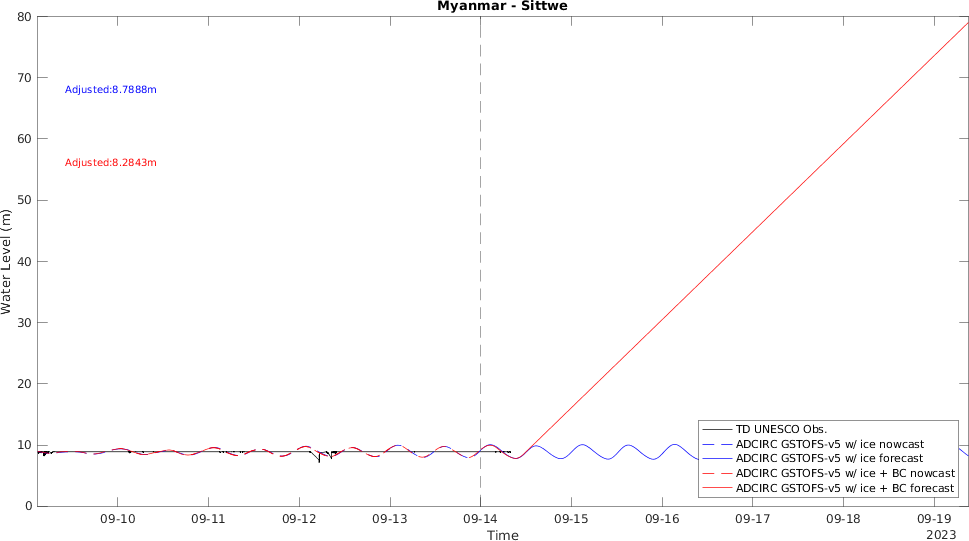 Myanmar - Sittwe
80
70
60
50
40
30
20
10
0
Water Level (m)
Adjusted:8.7888m
Adjusted:8.2843m
TD UNESCO Obs.
ADCIRC GSTOFS-v5 w/ ice nowcast
ADCIRC GSTOFS-v5 w/ ice forecast
ADCIRC GSTOFS-v5 w/ ice + BC nowcast
ADCIRC GSTOFS-v5 w/ ice + BC forecast
09-10 09-11 09-12 09-13 09-14 09-15 09-16 09-17 09-18 09-19
Time
2023